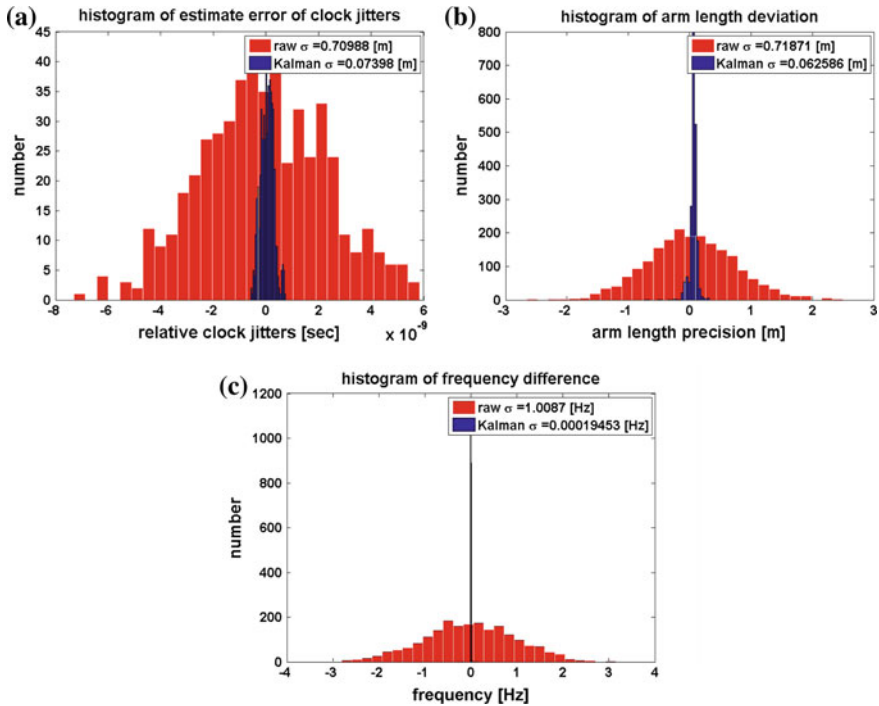 (a)
histogram of estimate error of clock jitters
raw σ =0.70988 [m]
Kalman σ =0.07398 [m]
number
45
40
35
30
25
20
15
10
5
0
-8 -6 -4 -2 0 2 4 6
relative clock jitters [sec]
x 10⁻⁹
(b)
histogram of arm length deviation
raw σ =0.71871 [m]
Kalman σ =0.062586 [m]
number
800
700
600
500
400
300
200
100
0
-3 -2 -1 0 1 2 3
arm length precision [m]
(c)
histogram of frequency difference
raw σ =1.0087 [Hz]
Kalman σ =0.00019453 [Hz]
number
1200
1000
800
600
400
200
0
-4 -3 -2 -1 0 1 2 3 4
frequency [Hz]